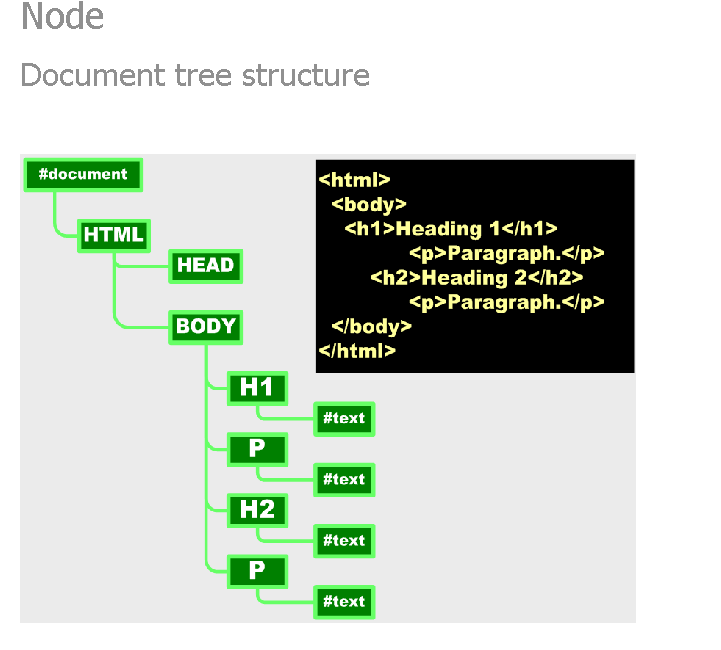 Node
Document tree structure
#document
HTML
HEAD
BODY
H1
#text
P
#text
H2
#text
P
#text
<html>
<body>
<h1>Heading 1</h1>
<p>Paragraph.</p>
<h2>Heading 2</h2>
<p>Paragraph.</p>
</body>
</html>